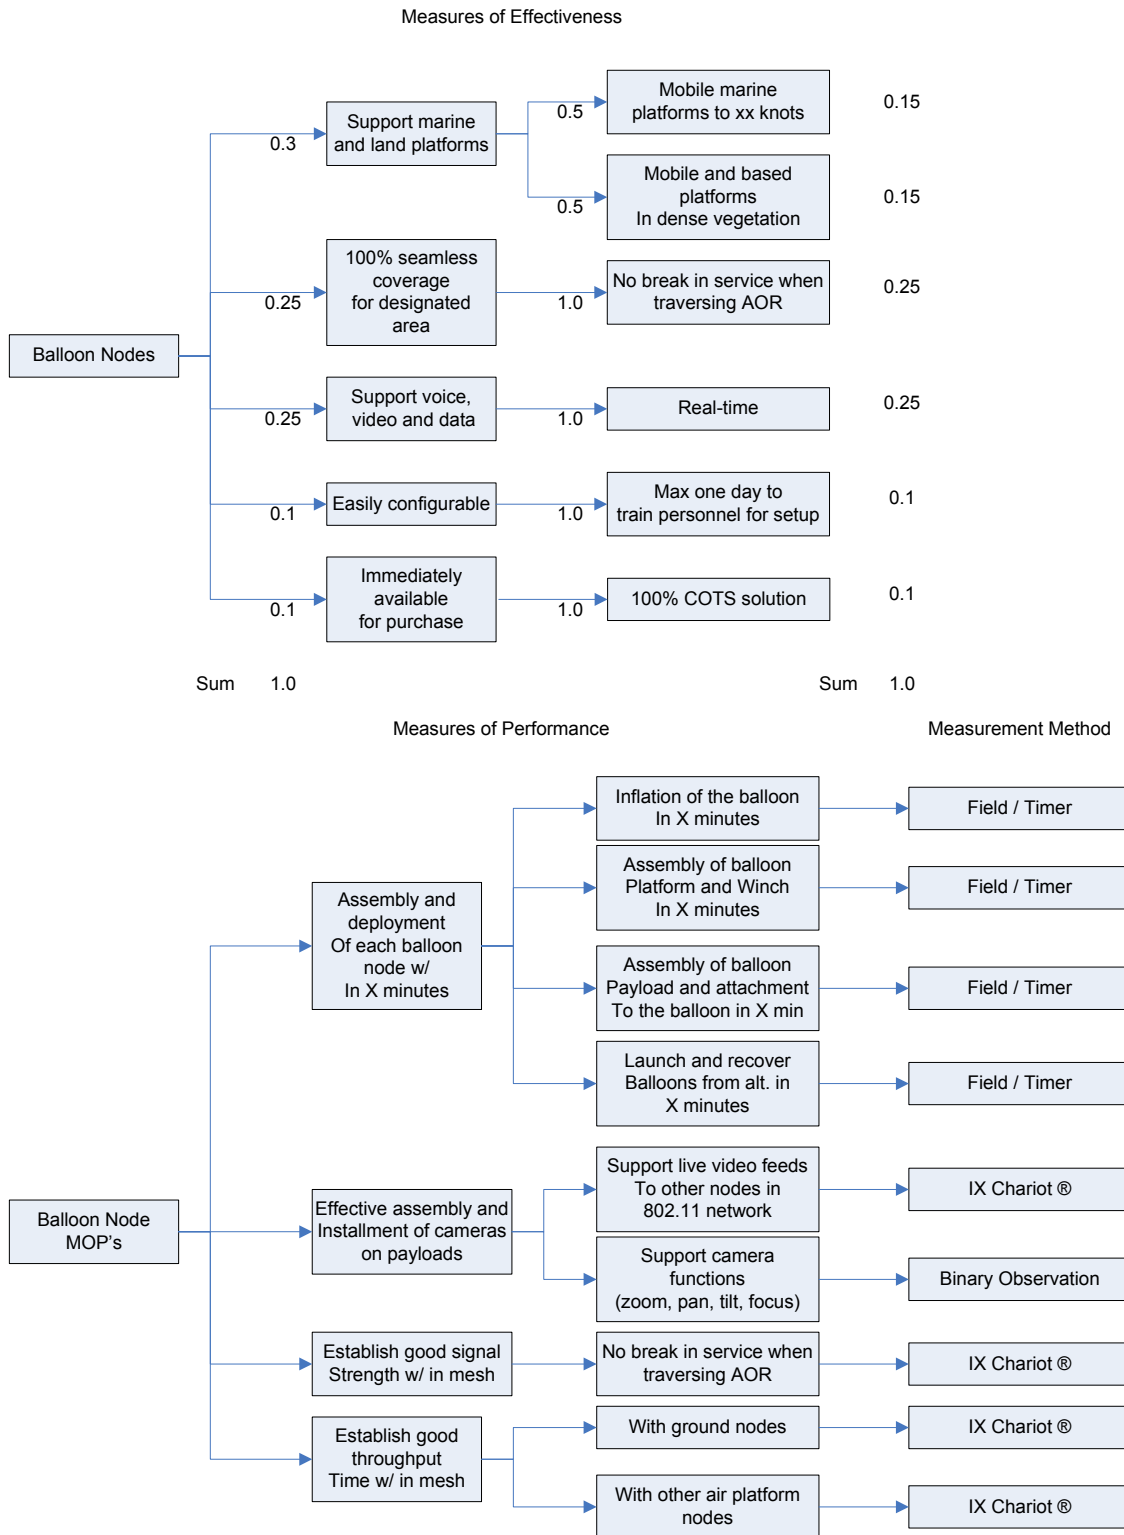 Measures of Effectiveness
Balloon Nodes
0.3
Support marine
and land platforms
0.5
Mobile marine
platforms to xx knots
0.15
0.5
Mobile and based
platforms
In dense vegetation
0.15
0.25
100% seamless
coverage
for designated
area
1.0
No break in service when
traversing AOR
0.25
0.25
Support voice,
video and data
1.0
Real-time
0.25
0.1
Easily configurable
1.0
Max one day to
train personnel for setup
0.1
0.1
Immediately
available
for purchase
1.0
100% COTS solution
0.1
Sum 1.0
Sum 1.0
Measures of Performance
Measurement Method
Balloon Node
MOP's
Assembly and
deployment
Of each balloon
node w/
In X minutes
Inflation of the balloon
In X minutes
Field / Timer
Assembly of balloon
Platform and Winch
In X minutes
Field / Timer
Assembly of balloon
Payload and attachment
To the balloon in X min
Field / Timer
Launch and recover
Balloons from alt. in
X minutes
Field / Timer
Effective assembly and
Installment of cameras
on payloads
Support live video feeds
To other nodes in
802.11 network
IX Chariot ®
Support camera
functions
(zoom, pan, tilt, focus)
Binary Observation
Establish good signal
Strength w/ in mesh
No break in service when
traversing AOR
IX Chariot ®
Establish good
throughput
Time w/ in mesh
With ground nodes
IX Chariot ®
With other air platform
nodes
IX Chariot ®